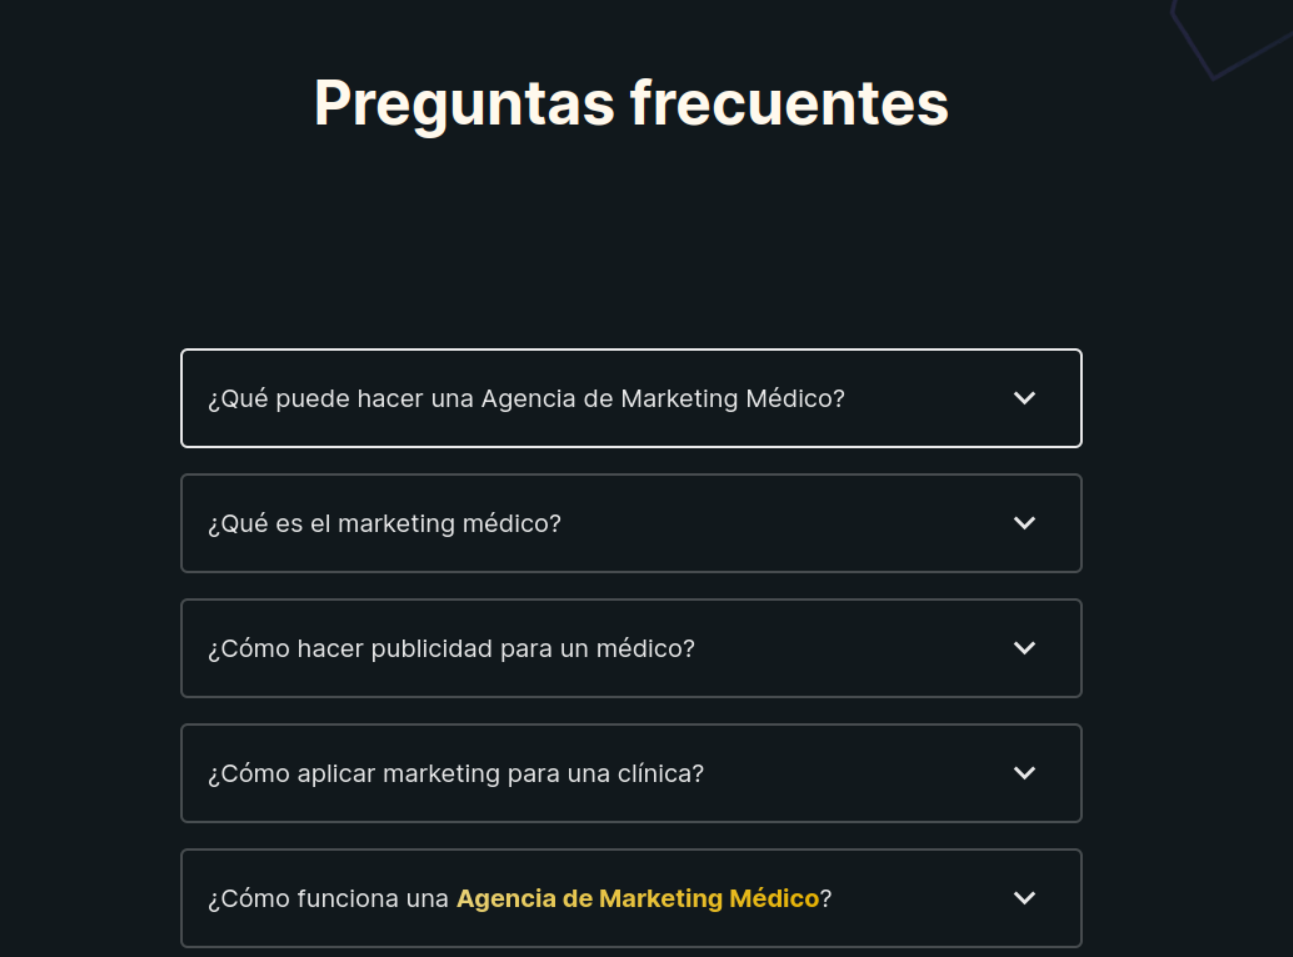 Preguntas frecuentes
¿Qué puede hacer una Agencia de Marketing Médico?
¿Qué es el marketing médico?
¿Cómo hacer publicidad para un médico?
¿Cómo aplicar marketing para una clínica?
¿Cómo funciona una Agencia de Marketing Médico?